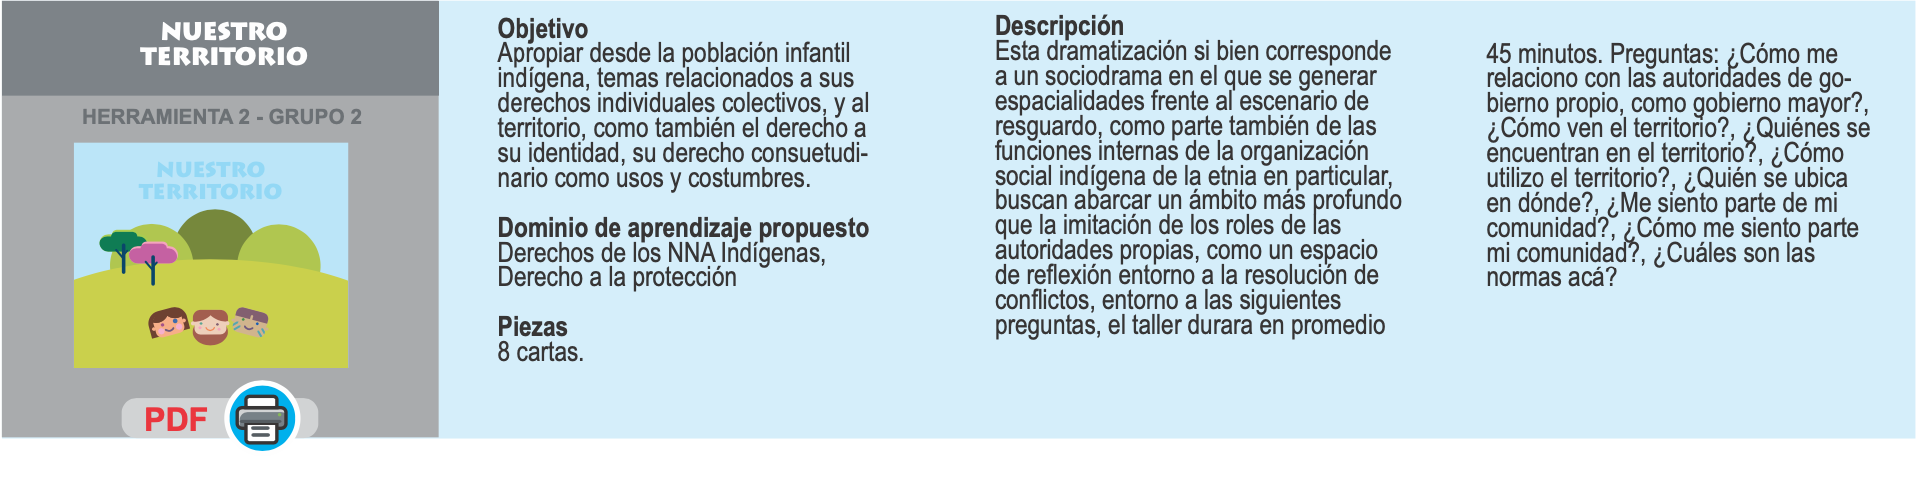 NUESTRO
TERRITORIO
HERRAMIENTA 2 - GRUPO 2
NUESTRO
TERRITORIO
PDF
Objetivo
Apropiar desde la población infantil
indígena, temas relacionados a sus
derechos individuales colectivos, y al
territorio, como también el derecho a
su identidad, su derecho consuetudi-
nario como usos y costumbres.
Dominio de aprendizaje propuesto
Derechos de los NNA Indígenas,
Derecho a la protección
Piezas
8 cartas.
Descripción
Esta dramatización si bien corresponde
a un sociodrama en el que se generar
espacialidades frente al escenario de
resguardo, como parte también de las
funciones internas de la organización
social indígena de la etnia en particular,
buscan abarcar un ámbito más profundo
que la imitación de los roles de las
autoridades propias, como un espacio
de reflexión entorno a la resolución de
conflictos, entorno a las siguientes
preguntas, el taller durara en promedio
45 minutos. Preguntas: ¿Cómo me
relaciono con las autoridades de go-
bierno propio, como gobierno mayor?,
¿Cómo ven el territorio?, ¿Quiénes se
encuentran en el territorio?, ¿Cómo
utilizo el territorio?, ¿Quién se ubica
en dónde?, ¿Me siento parte de mi
comunidad?, ¿Cómo me siento parte
mi comunidad?, ¿Cuáles son las
normas acá?